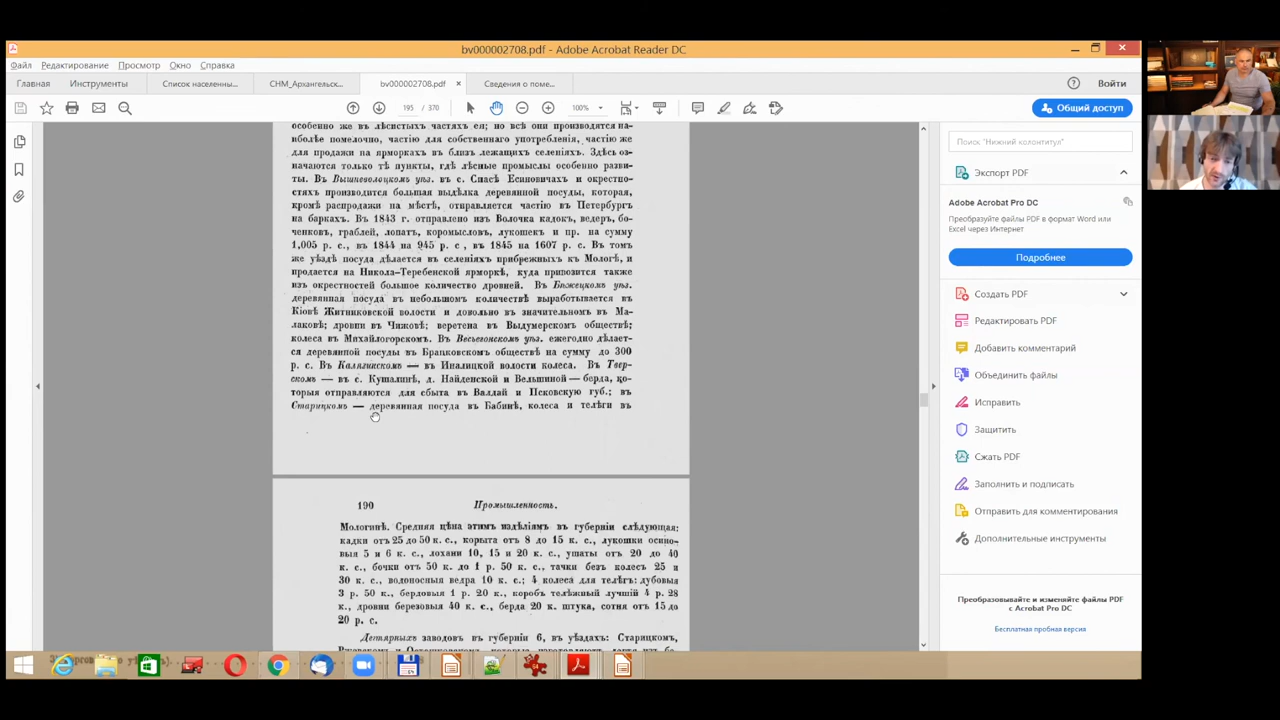 bv000002708.pdf - Adobe Acrobat Reader DC
Файл Редактирование Просмотр Окно Справка
Главная Инструменты Список населенны... СНМ_Архангельск... bv000002708.pdf × Сведения о поме... Войти
195 / 370 100% Общий доступ
особенно же въ лѣсистыхъ частяхъ ея; но всѣ они производятся на-
иболѣе помелочно, частію для собственнаго употребленія, частію же
для продажи на ярморкахъ въ близъ лежащихъ селеніяхъ. Здѣсь оз-
начаются только тѣ пункты, гдѣ лѣсные промыслы особенно разви-
ты. Въ Вышневолоцкомъ уѣз. въ с. Спасѣ Есиновичахъ и окрестно-
стяхъ производится большая выдѣлка деревянной посуды, которая,
кромѣ распродажи на мѣстѣ, отправляется частію въ Петербургъ
на баркахъ. Въ 1843 г. отправлено изъ Волочка кадокъ, ведеръ, бо-
ченковъ, граблей, лопатъ, коромысловъ, лукошекъ и пр. на сумму
1,005 р. с., въ 1844 на 945 р. с , въ 1845 на 1607 р. с. Въ томъ
же уѣздѣ посуда дѣлается въ селеніяхъ прибрежныхъ къ Мологѣ, и
продается на Никола-Теребенской ярморкѣ, куда привозится также
изъ окрестностей большое количество дровней. Въ Бѣжецкомъ уѣз.
деревянная посуда въ небольшомъ количествѣ выработывается въ
Кіовѣ Житниковской волости и довольно въ значительномъ въ Ма-
лаковѣ; дровни въ Чижовѣ; веретена въ Выдумерскомъ обществѣ;
колеса въ Михайлогорскомъ. Въ Весьегонскомъ уѣз. ежегодно дѣлает-
ся деревянной посуды въ Брапковскомъ обществѣ на сумму до 300
р. с. Въ Калязинскомъ — въ Иналицкой волости колеса. Въ Твер-
скомъ — въ с. Кушалинѣ, д. Найденской и Вельшиной — берда, ко-
торыя отправляются для сбыта въ Валдай и Псковскую губ.; въ
Старицкомъ — деревянная посуда въ Бабинѣ, колеса и телѣги въ
190 Промышленность.
Мологинѣ. Средняя цѣна этимъ издѣліямъ въ губерніи слѣдующая:
кадки отъ 25 до 50 к. с., корыта отъ 8 до 15 к. с., лукошки осино-
выя 5 и 6 к. с., лохани 10, 15 и 20 к. с., ушаты отъ 20 до 40
к. с., бочки отъ 50 к. до 1 р. 50 к. с., тачки безъ колесъ 25 и
30 к. с., водоносныя ведра 10 к. с.; 4 колеса для телѣгъ: дубовыя
3 р. 50 к., бердовыя 1 р. 20 к., коробъ телѣжный лучшій 4 р. 28
к., дровни березовыя 40 к. с., берда 20 к. штука, сотня отъ 15 до
20 р. с.
Дегтярныхъ заводовъ въ губерніи 6, въ уѣздахъ: Старицкомъ,
Поиск "Нижний колонтитул"
Экспорт PDF
Adobe Acrobat Pro DC
Преобразуйте файлы PDF в формат Word или
Excel через Интернет
Подробнее
Создать PDF
Редактировать PDF
Добавить комментарий
Объединить файлы
Исправить
Защитить
Сжать PDF
Заполнить и подписать
Отправить для комментирования
Дополнительные инструменты
Преобразовывайте и изменяйте файлы PDF
с Acrobat Pro DC
Бесплатная пробная версия